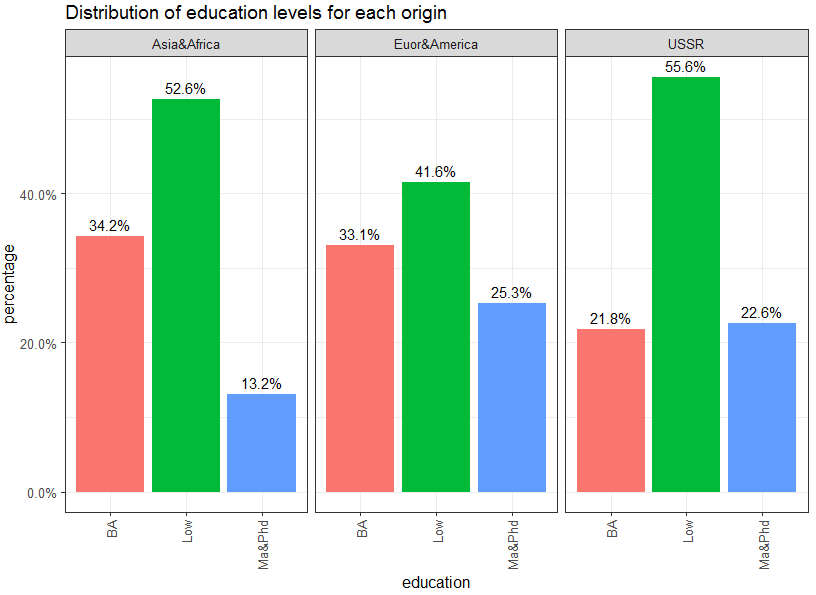 Distribution of education levels for each origin
Asia&Africa
Euor&America
USSR
52.6%
34.2%
13.2%
41.6%
33.1%
25.3%
55.6%
21.8%
22.6%
40.0%
20.0%
0.0%
percentage
BA
Low
Ma&Phd
BA
Low
Ma&Phd
BA
Low
Ma&Phd
education